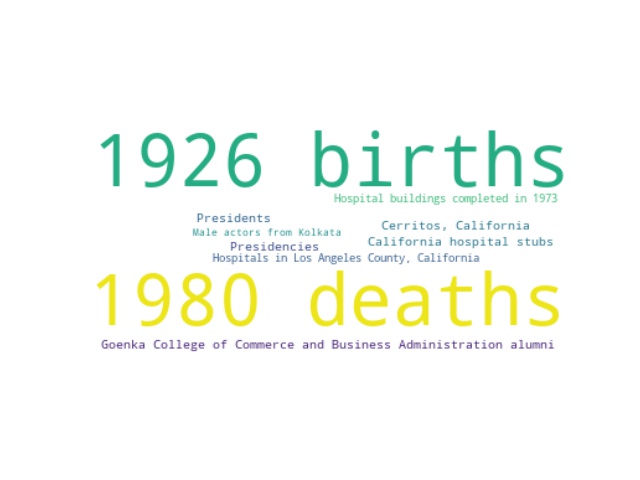 1926 births
Hospital buildings completed in 1973
Presidents
Cerritos, California
Male actors from Kolkata
California hospital stubs
Presidencies
Hospitals in Los Angeles County, California
1980 deaths
Goenka College of Commerce and Business Administration alumni